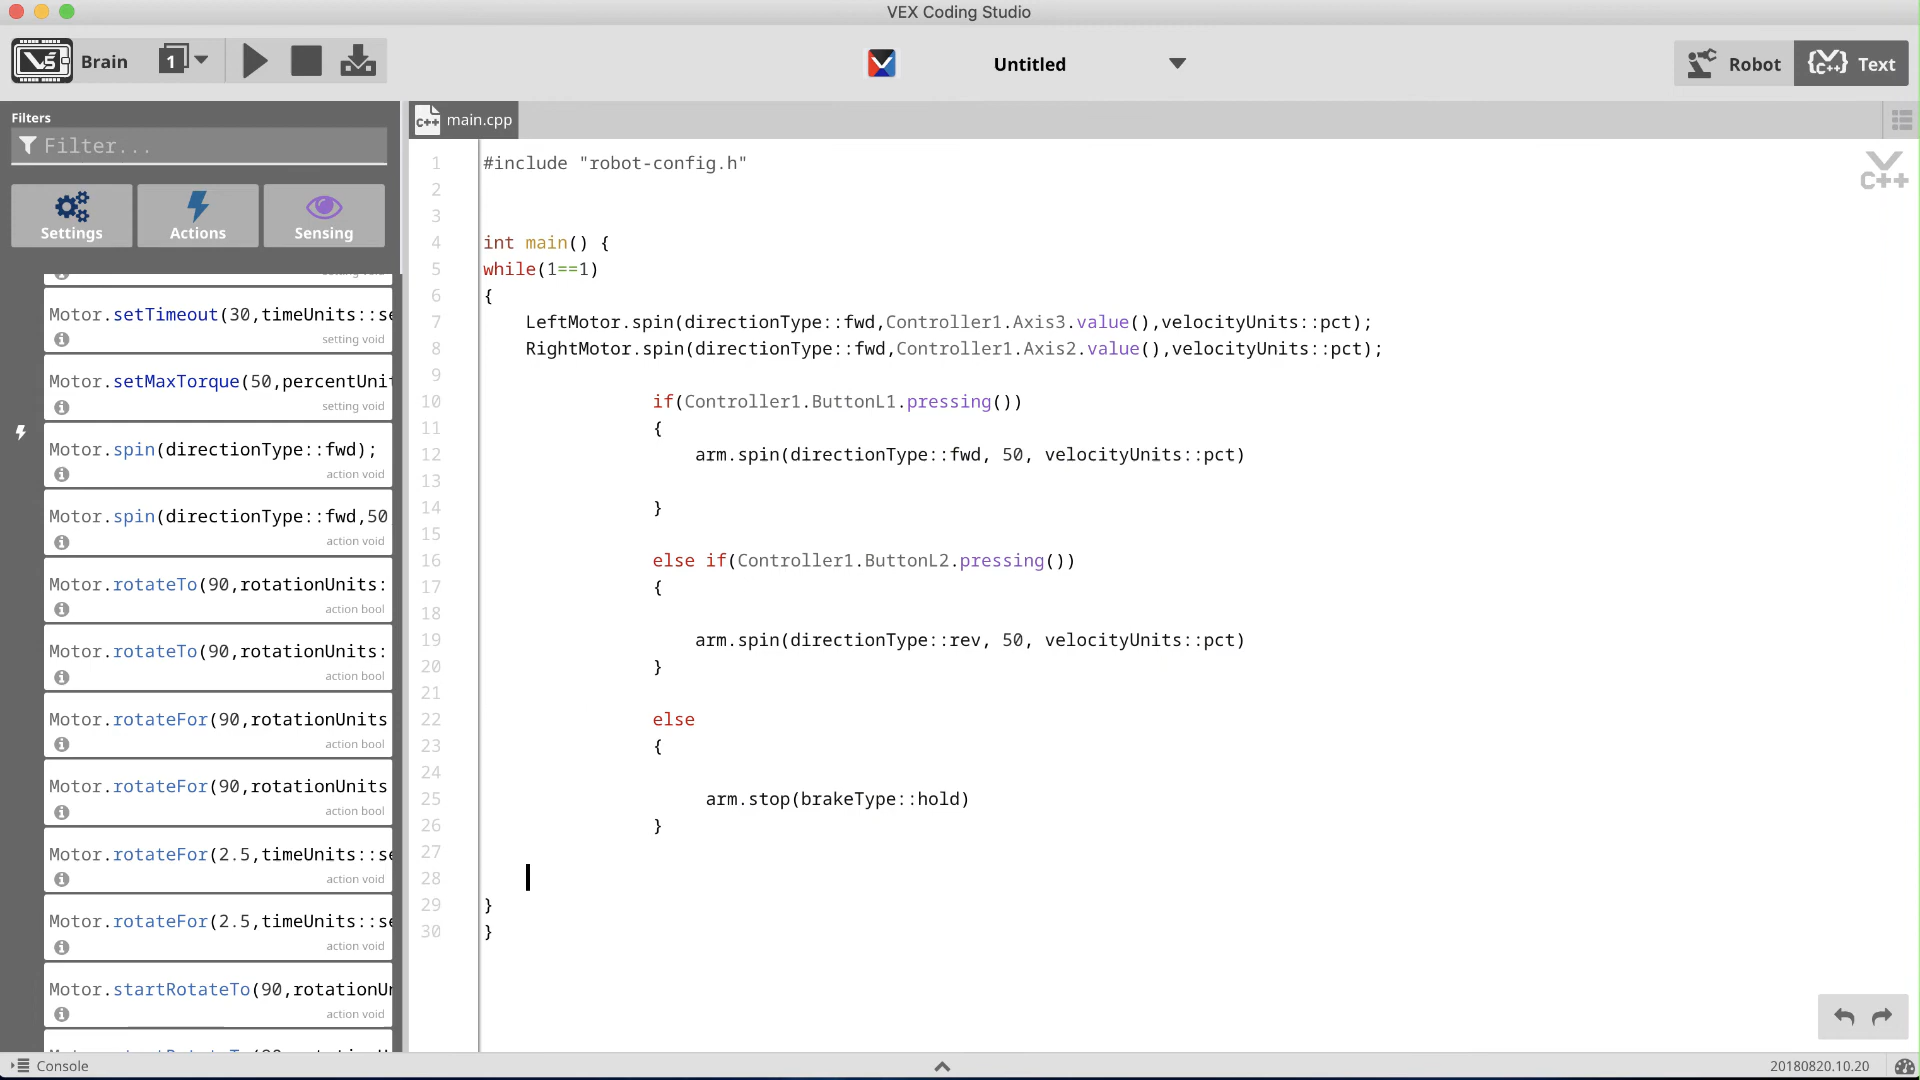 VEX Coding Studio
Brain
1
Untitled
Robot
C++ Text
Filters
Filter...
Settings
Actions
Sensing
Motor.setTimeout(30,timeUnits::se
setting void
Motor.setMaxTorque(50,percentUnit
setting void
Motor.spin(directionType::fwd);
action void
Motor.spin(directionType::fwd,50
action void
Motor.rotateTo(90,rotationUnits:
action bool
Motor.rotateTo(90,rotationUnits:
action bool
Motor.rotateFor(90,rotationUnits
action bool
Motor.rotateFor(90,rotationUnits
action bool
Motor.rotateFor(2.5,timeUnits::se
action void
Motor.rotateFor(2.5,timeUnits::se
action void
Motor.startRotateTo(90,rotationUn
action void
C++ main.cpp
C++
1 #include "robot-config.h"
2
3
4 int main() {
5 while(1==1)
6 {
7 LeftMotor.spin(directionType::fwd,Controller1.Axis3.value(),velocityUnits::pct);
8 RightMotor.spin(directionType::fwd,Controller1.Axis2.value(),velocityUnits::pct);
9
10 if(Controller1.ButtonL1.pressing())
11 {
12 arm.spin(directionType::fwd, 50, velocityUnits::pct)
13
14 }
15
16 else if(Controller1.ButtonL2.pressing())
17 {
18
19 arm.spin(directionType::rev, 50, velocityUnits::pct)
20 }
21
22 else
23 {
24
25 arm.stop(brakeType::hold)
26 }
27
28
29 }
30 }
Console
20180820.10.20